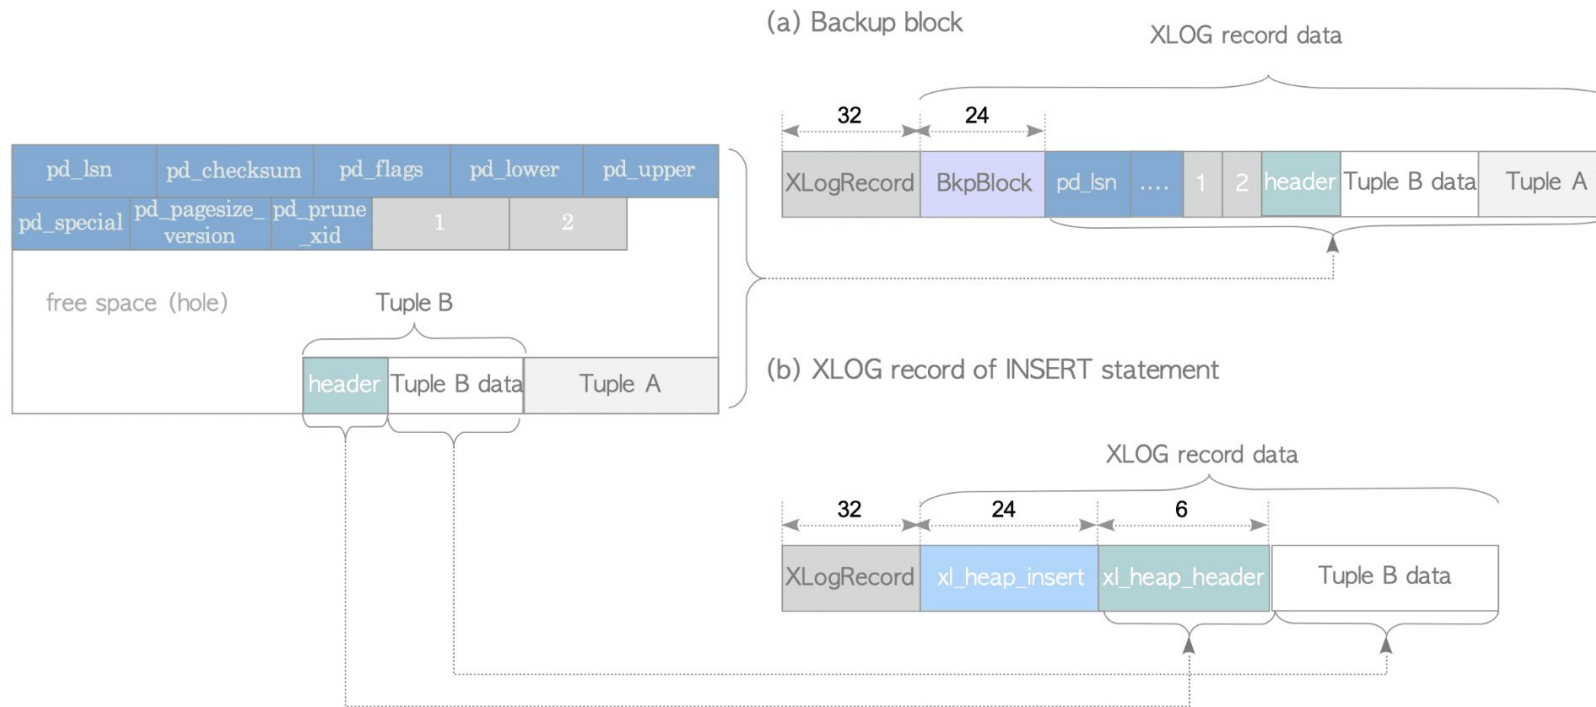 (a) Backup block
XLOG record data
32 24
XLogRecord BkpBlock pd_lsn .... 1 2 header Tuple B data Tuple A
pd_lsn pd_checksum pd_flags pd_lower pd_upper
pd_special pd_pagesize_ version pd_prune _xid 1 2
free space (hole)
Tuple B
header Tuple B data Tuple A
(b) XLOG record of INSERT statement
XLOG record data
32 24 6
XLogRecord xl_heap_insert xl_heap_header Tuple B data